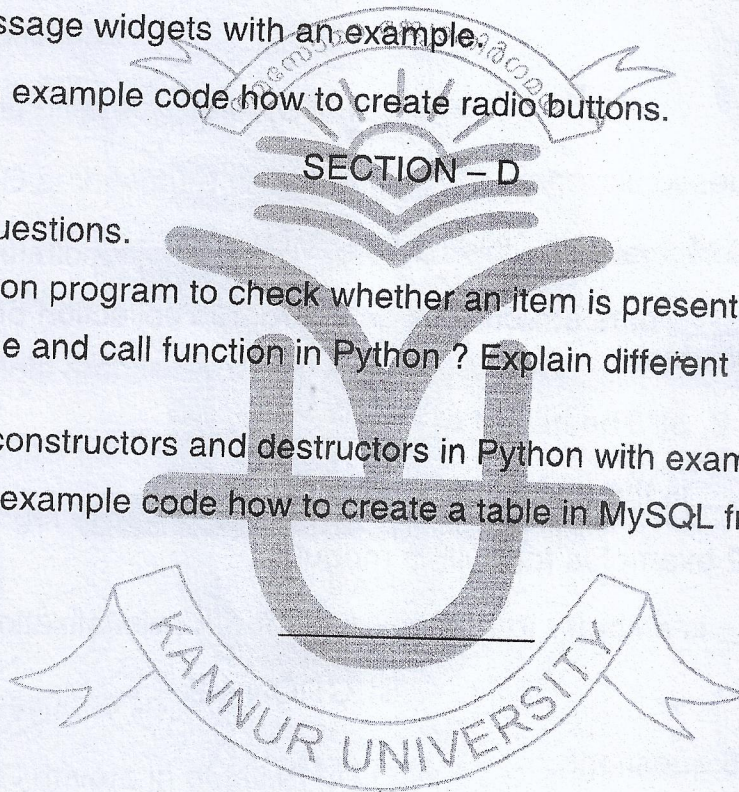 ssage widgets with an example.
example code how to create radio buttons.
SECTION – D
uestions.
on program to check whether an item is present
e and call function in Python ? Explain different
constructors and destructors in Python with exam
example code how to create a table in MySQL fr
KANNUR UNIVERSITY